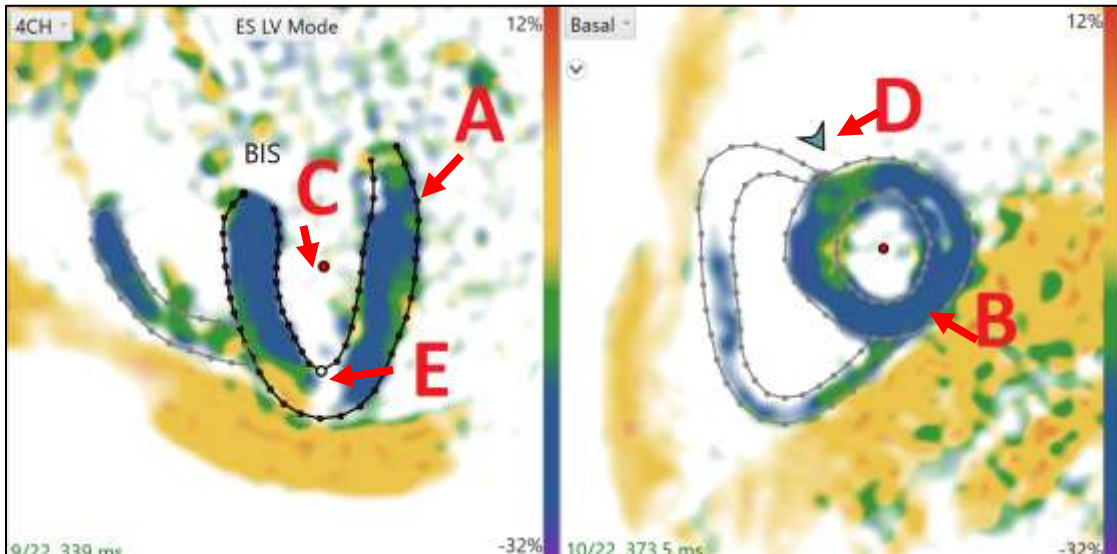 4CH
ES LV Mode
12%
Basal
12%
A
D
BIS
C
B
E
9/22 339 ms
-32%
10/22 373.5 ms
-32%